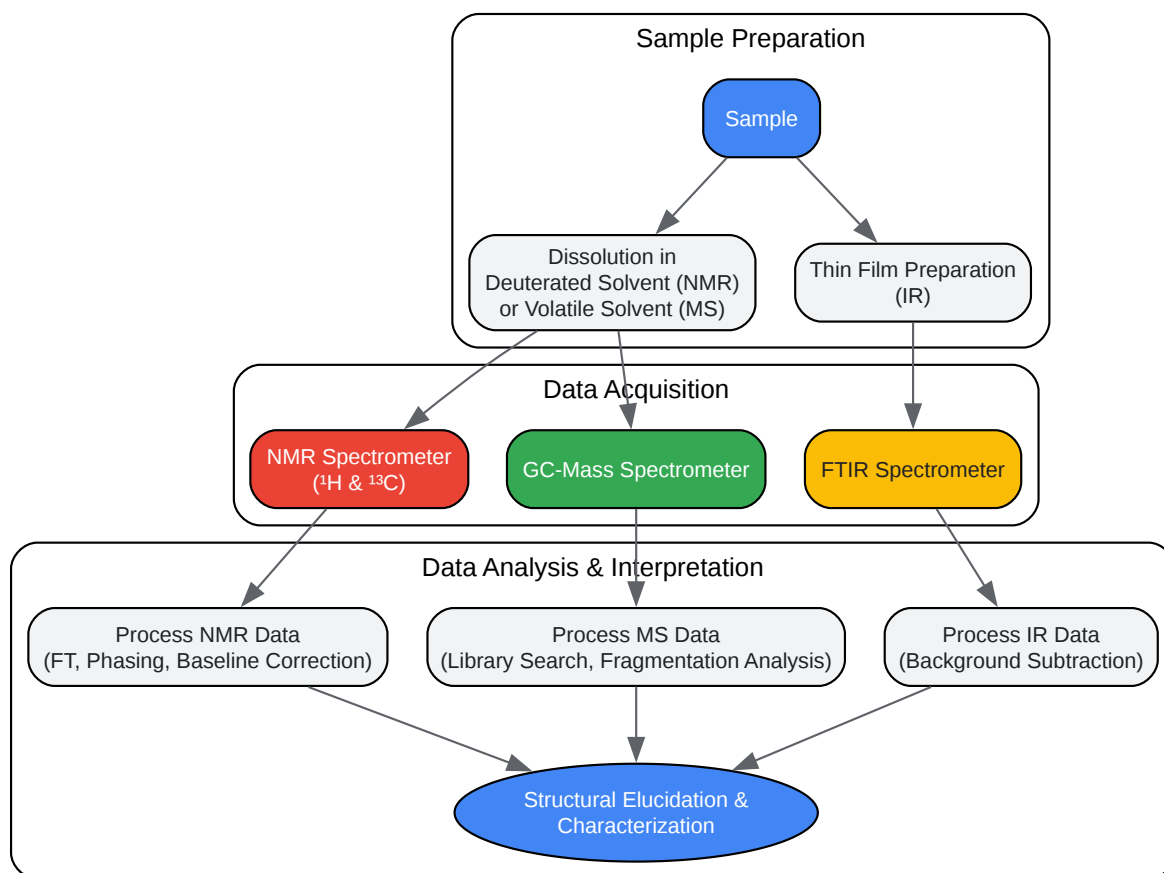 Sample Preparation
Sample
Dissolution in
Deuterated Solvent (NMR)
or Volatile Solvent (MS)
Thin Film Preparation
(IR)
Data Acquisition
NMR Spectrometer
(¹H & ¹³C)
GC-Mass Spectrometer
FTIR Spectrometer
Data Analysis & Interpretation
Process NMR Data
(FT, Phasing, Baseline Correction)
Process MS Data
(Library Search, Fragmentation Analysis)
Process IR Data
(Background Subtraction)
Structural Elucidation &
Characterization